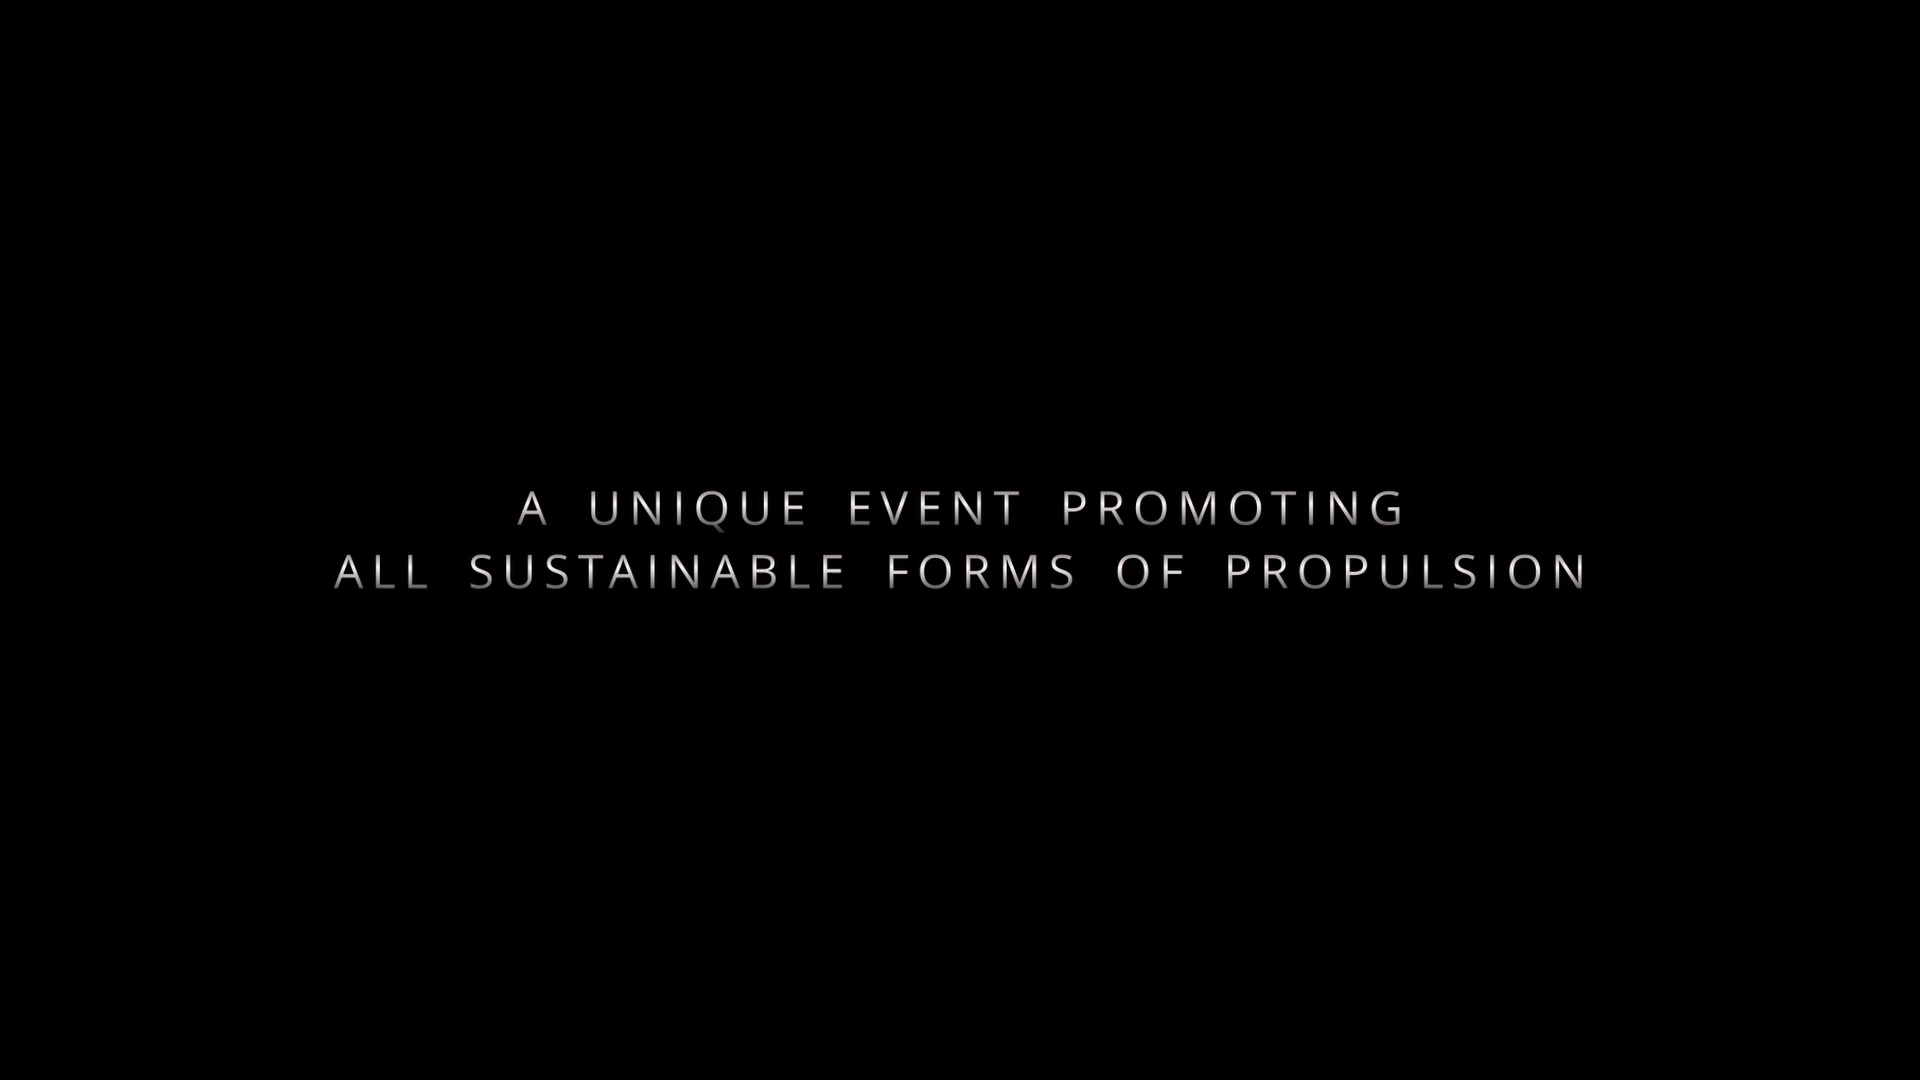 A UNIQUE EVENT PROMOTING
ALL SUSTAINABLE FORMS OF PROPULSION